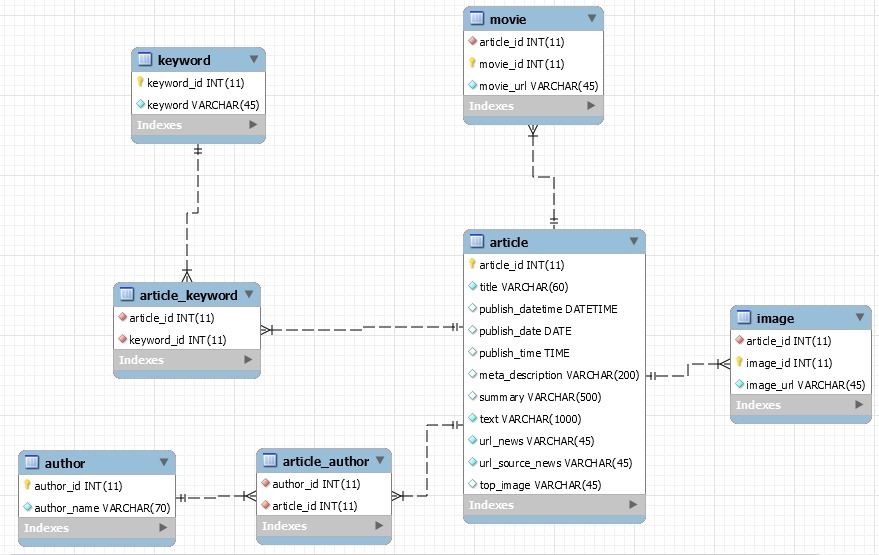 movie
article_id INT(11)
movie_id INT(11)
movie_url VARCHAR(45)
Indexes
keyword
keyword_id INT(11)
keyword VARCHAR(45)
Indexes
article
article_id INT(11)
title VARCHAR(60)
publish_datetime DATETIME
publish_date DATE
publish_time TIME
meta_description VARCHAR(200)
summary VARCHAR(500)
text VARCHAR(1000)
url_news VARCHAR(45)
url_source_news VARCHAR(45)
top_image VARCHAR(45)
Indexes
article_keyword
article_id INT(11)
keyword_id INT(11)
Indexes
image
article_id INT(11)
image_id INT(11)
image_url VARCHAR(45)
Indexes
author
author_id INT(11)
author_name VARCHAR(70)
Indexes
article_author
author_id INT(11)
article_id INT(11)
Indexes